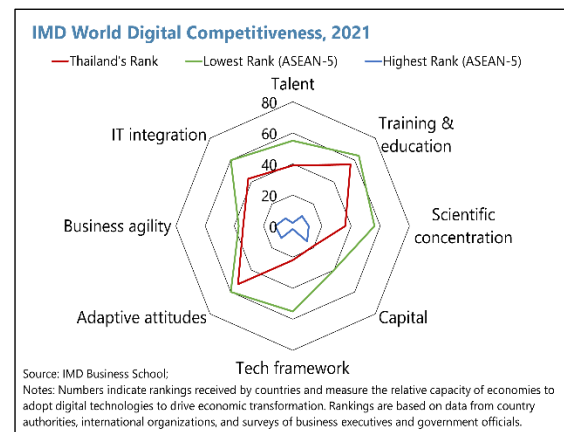 IMD World Digital Competitiveness, 2021
Thailand's Rank Lowest Rank (ASEAN-5) Highest Rank (ASEAN-5)
Talent
80
60
40
20
0
Training &
education
Scientific
concentration
Capital
Tech framework
Adaptive attitudes
Business agility
IT integration
Source: IMD Business School;
Notes: Numbers indicate rankings received by countries and measure the relative capacity of economies to
adopt digital technologies to drive economic transformation. Rankings are based on data from country
authorities, international organizations, and surveys of business executives and government officials.